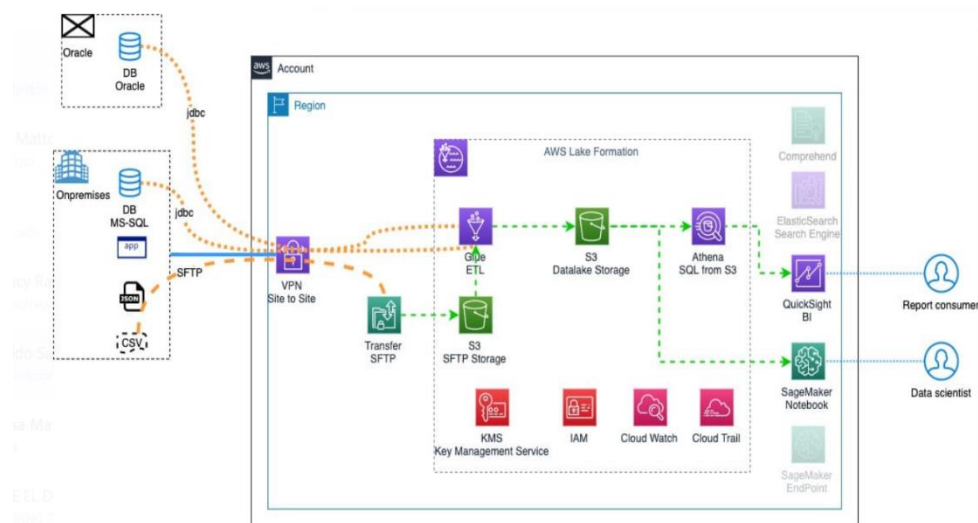 Oracle
DB
Oracle
jdbc
Onpremises
DB
MS-SQL
jdbc
app
SFTP
JSON
CSV
aws
Account
Region
VPN
Site to Site
Transfer
SFTP
AWS Lake Formation
Glue
ETL
S3
SFTP Storage
S3
Datalake Storage
Athena
SQL from S3
KMS
Key Management Service
IAM
Cloud Watch
Cloud Trail
Comprehend
ElasticSearch
Search Engine
QuickSight
BI
SageMaker
Notebook
SageMaker
EndPoint
Report consumer
Data scientist